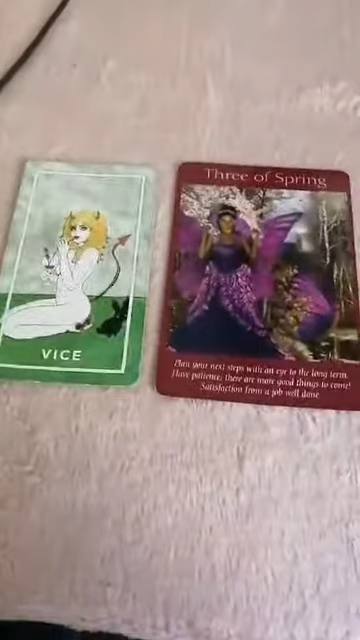 VICE
Three of Spring
Plan your next steps with an eye to the long term.
Have patience; there are more good things to come!
Satisfaction from a job well done